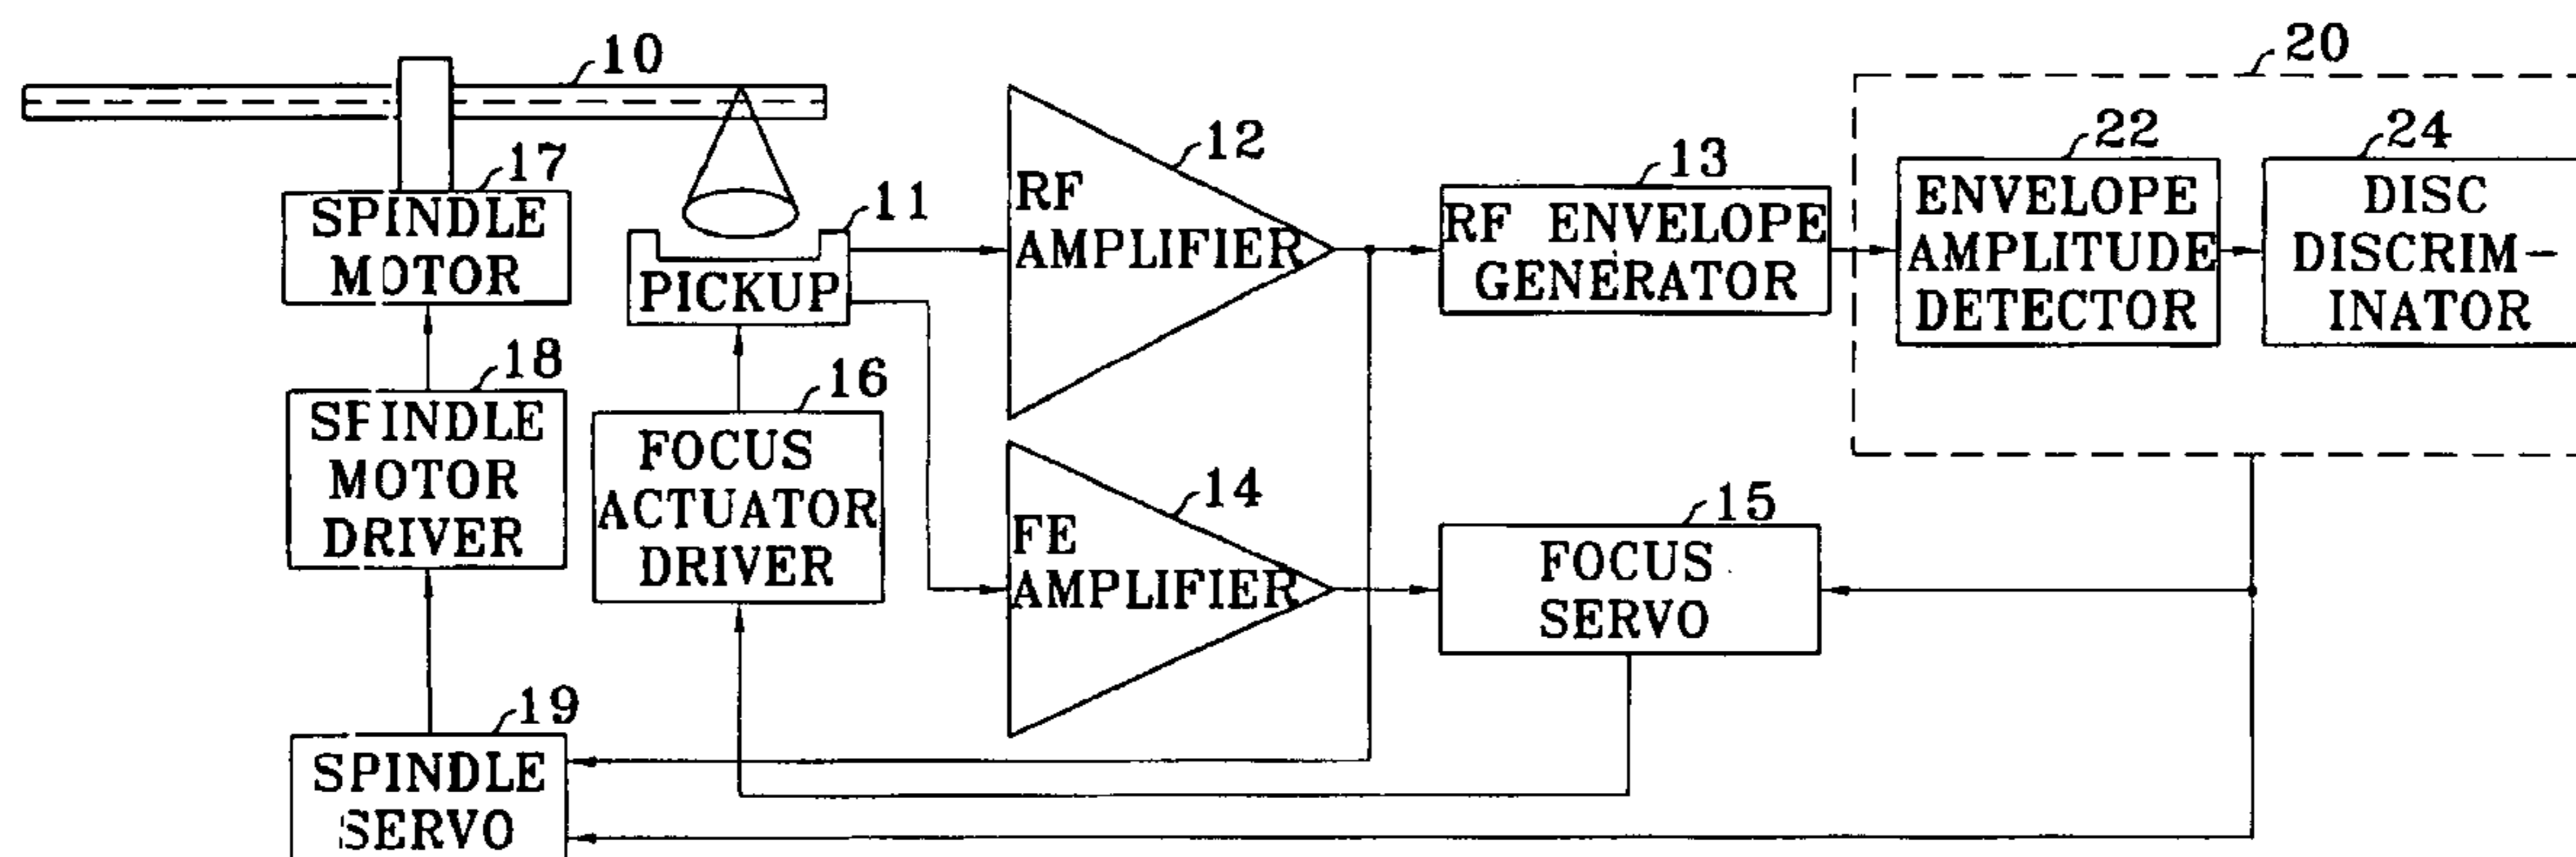 10
20
12
22
24
17
13
11
RF
AMPLIFIER
RF ENVELOPE
GENERATOR
ENVELOPE
AMPLITUDE
DETECTOR
DISC
DISCRIM-
INATOR
SPINDLE
MOTOR
PICKUP
18
16
SPINDLE
MOTOR
DRIVER
FOCUS
ACTUATOR
DRIVER
14
15
FE
AMPLIFIER
FOCUS
SERVO
19
SPINDLE
SERVO